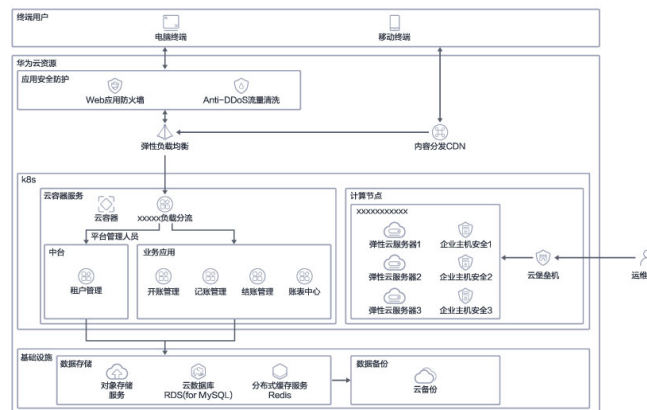 终端用户
电脑终端
移动终端
华为云资源
应用安全防护
Web应用防火墙
Anti-DDoS流量清洗
弹性负载均衡
内容分发CDN
k8s
云容器服务
云容器
xxxxx负载分流
平台管理人员
中台
租户管理
业务应用
开账管理
记账管理
结账管理
账表中心
计算节点
xxxxxxxxxxx
弹性云服务器1
企业主机安全1
弹性云服务器2
企业主机安全2
弹性云服务器3
企业主机安全3
云堡垒机
运维
基础设施
数据存储
对象存储
服务
云数据库
RDS(for MySQL)
分布式缓存服务
Redis
数据备份
云备份